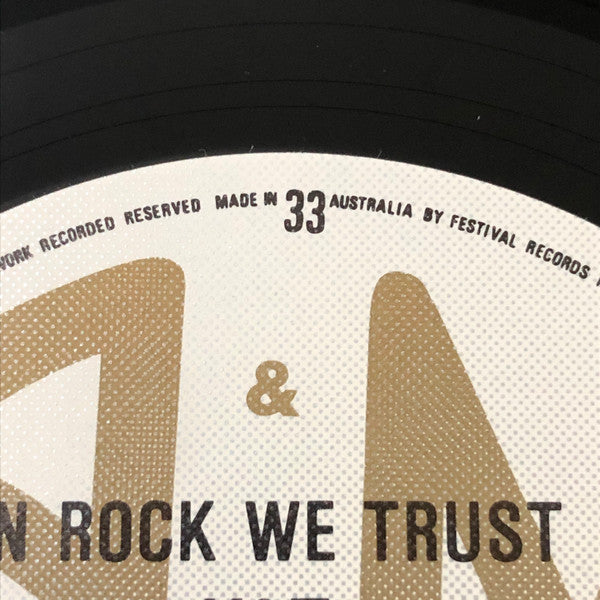 WORK RECORDED RESERVED MADE IN 33 AUSTRALIA BY FESTIVAL RECORDS
&
N ROCK WE TRUST